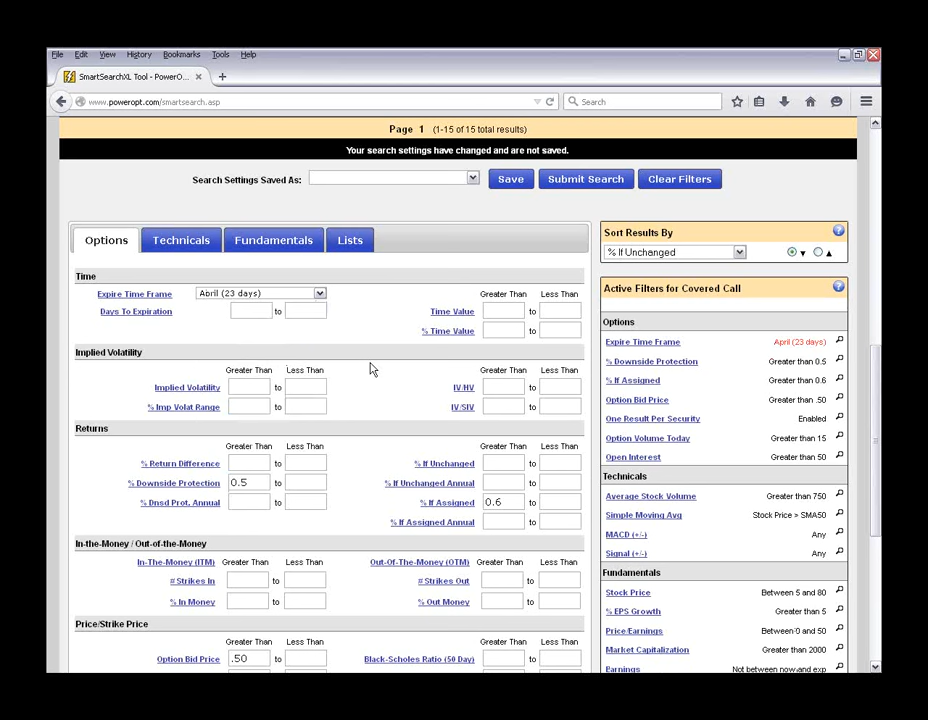 File Edit View History Bookmarks Tools Help
SmartSearchXL Tool - PowerO... × +
www.poweropt.com/smartsearch.asp Search
Page 1 (1-15 of 15 total results)
Your search settings have changed and are not saved.
Search Settings Saved As: Save Submit Search Clear Filters
Options Technicals Fundamentals Lists
Time
Expire Time Frame April (23 days) Greater Than Less Than
Days To Expiration to Time Value to
% Time Value to
Implied Volatility
Greater Than Less Than Greater Than Less Than
Implied Volatility to IV/HV to
% Imp Volat Range to IV/SIV to
Returns
Greater Than Less Than Greater Than Less Than
% Return Difference to % If Unchanged to
% Downside Protection 0.5 to % If Unchanged Annual to
% Dnsd Prot. Annual to % If Assigned 0.6 to
% If Assigned Annual to
In-the-Money / Out-of-the-Money
In-The-Money (ITM) Greater Than Less Than Out-Of-The-Money (OTM) Greater Than Less Than
# Strikes In to # Strikes Out to
% In Money to % Out Money to
Price/Strike Price
Greater Than Less Than Greater Than Less Than
Option Bid Price .50 to Black-Scholes Ratio (50 Day) to
Sort Results By ?
% If Unchanged ▼ ▲
Active Filters for Covered Call ?
Options
Expire Time Frame April (23 days)
% Downside Protection Greater than 0.5
% If Assigned Greater than 0.6
Option Bid Price Greater than .50
One Result Per Security Enabled
Option Volume Today Greater than 15
Open Interest Greater than 50
Technicals
Average Stock Volume Greater than 750
Simple Moving Avg Stock Price > SMA50
MACD (+/-) Any
Signal (+/-) Any
Fundamentals
Stock Price Between 5 and 80
% EPS Growth Greater than 5
Price/Earnings Between 0 and 50
Market Capitalization Greater than 2000
Earnings Not between now and exp